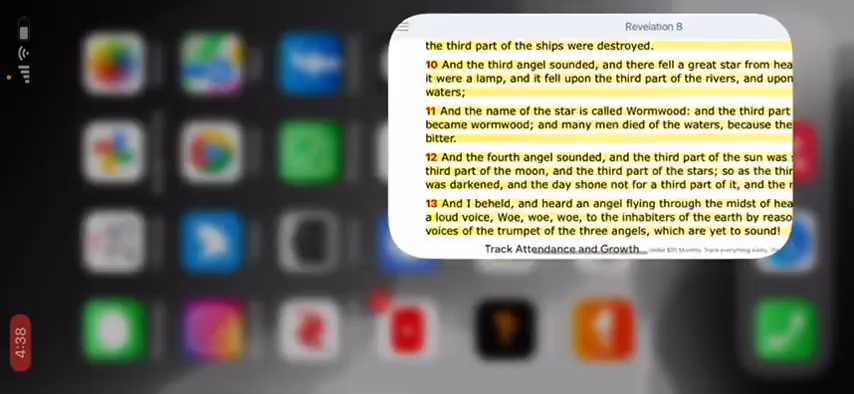 Revelation 8
the third part of the ships were destroyed.
10 And the third angel sounded, and there fell a great star from hea
it were a lamp, and it fell upon the third part of the rivers, and upon
waters;
11 And the name of the star is called Wormwood: and the third part
became wormwood; and many men died of the waters, because the
bitter.
12 And the fourth angel sounded, and the third part of the sun was
third part of the moon, and the third part of the stars; so as the thir
was darkened, and the day shone not for a third part of it, and the
13 And I beheld, and heard an angel flying through the midst of hea
a loud voice, Woe, woe, woe, to the inhabiters of the earth by reaso
voices of the trumpet of the three angels, which are yet to sound!
Track Attendance and Growth
Under $20 Monthly. Track everything easily.
4:38